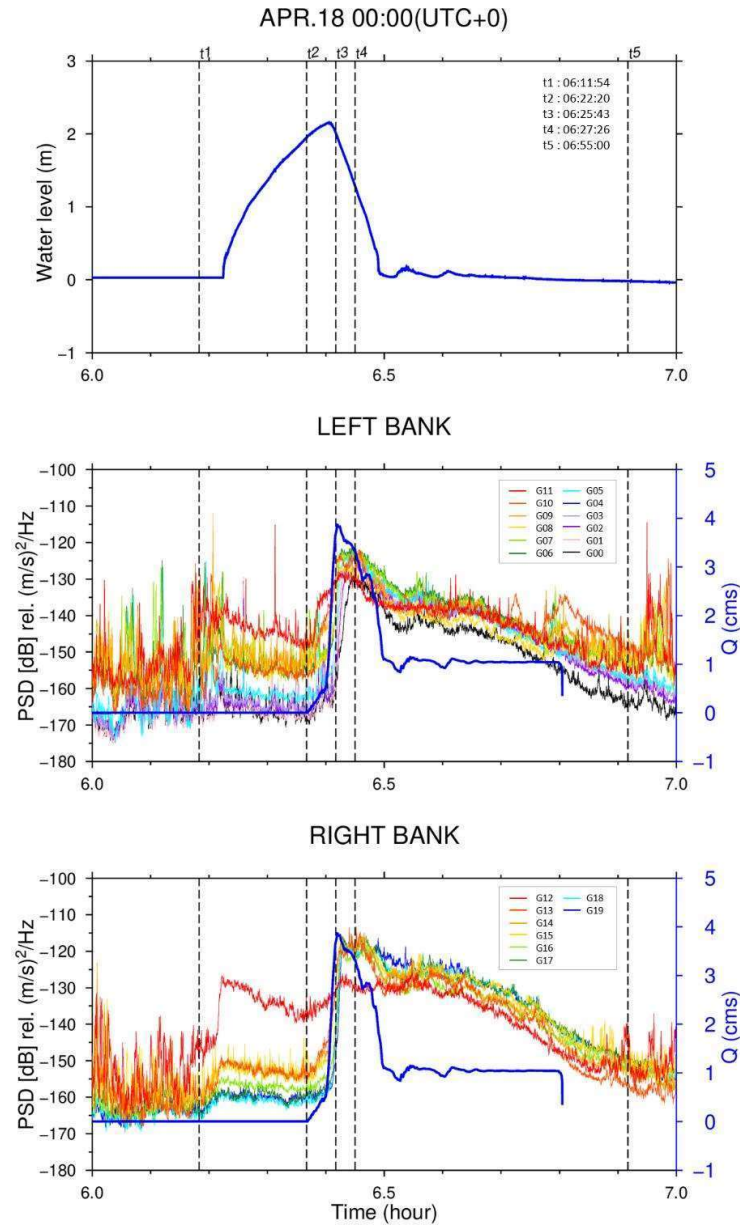 APR.18 00:00(UTC+0)
t1 t2 t3 t4 t5
3
2
1
0
−1
Water level (m)
t1 : 06:11:54
t2 : 06:22:20
t3 : 06:25:43
t4 : 06:27:26
t5 : 06:55:00
6.0 6.5 7.0
LEFT BANK
−100
−110
−120
−130
−140
−150
−160
−170
−180
PSD [dB] rel. (m/s)²/Hz
G11 G05
G10 G04
G09 G03
G08 G02
G07 G01
G06 G00
5
4
3
2
1
0
−1
Q (cms)
6.0 6.5 7.0
RIGHT BANK
−100
−110
−120
−130
−140
−150
−160
−170
−180
PSD [dB] rel. (m/s)²/Hz
G12 G18
G13 G19
G14
G15
G16
G17
5
4
3
2
1
0
−1
Q (cms)
6.0 6.5 7.0
Time (hour)